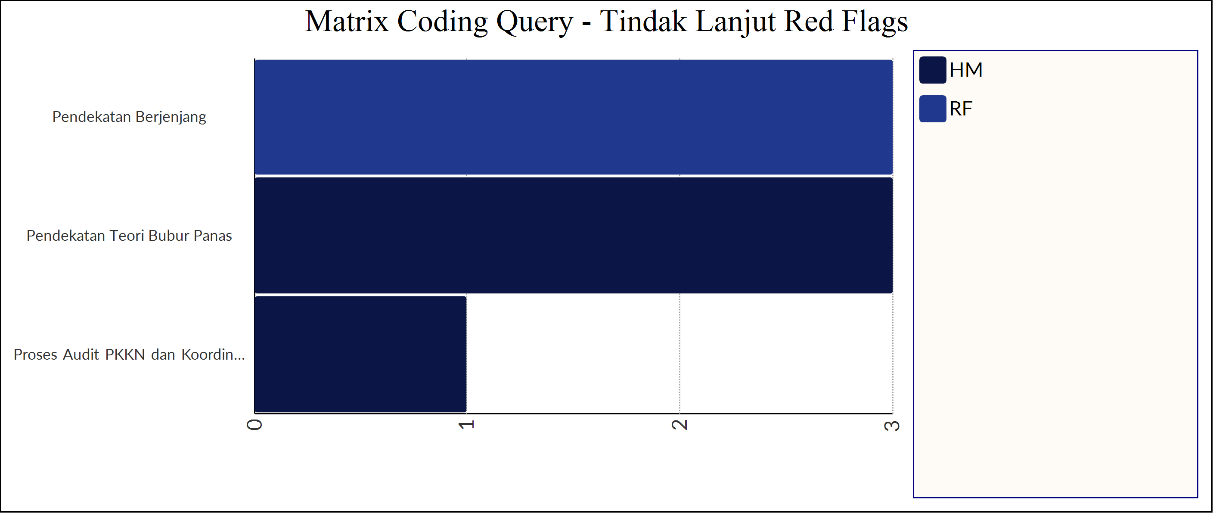 Matrix Coding Query - Tindak Lanjut Red Flags
HM
RF
Pendekatan Berjenjang
Pendekatan Teori Bubur Panas
Proses Audit PKKN dan Koordin...
0
1
2
3